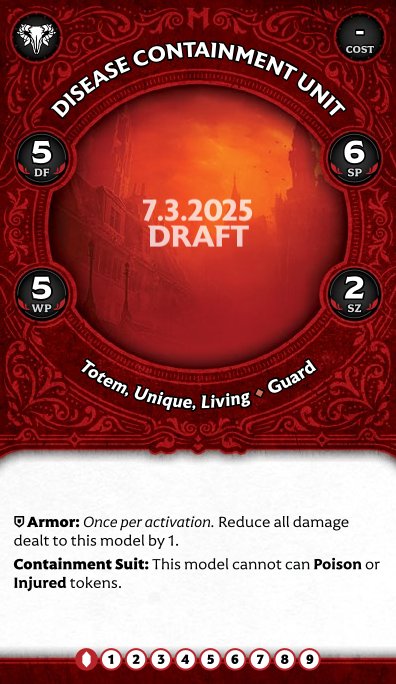 -
COST
DISEASE CONTAINMENT UNIT
5
DF
6
SP
7.3.2025
DRAFT
5
WP
2
SZ
Totem, Unique, Living ⬥ Guard
Armor: Once per activation. Reduce all damage
dealt to this model by 1.
Containment Suit: This model cannot can Poison or
Injured tokens.
1 2 3 4 5 6 7 8 9